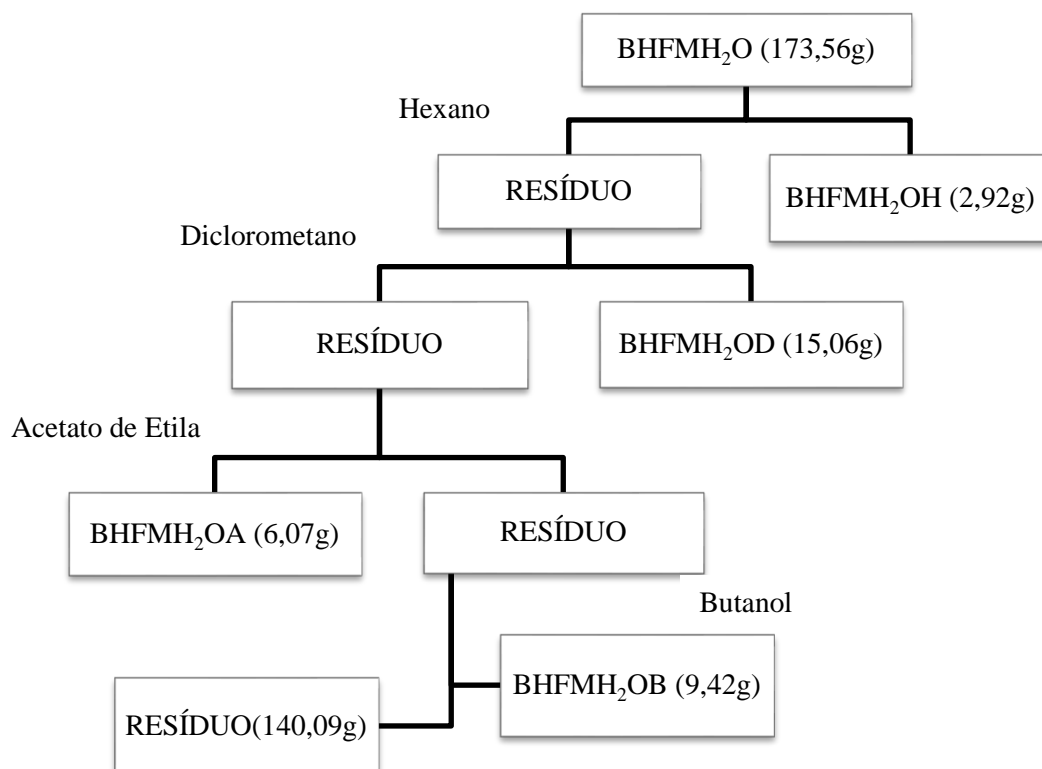 BHFMH₂O (173,56g)
Hexano
RESÍDUO
BHFMH₂OH (2,92g)
Diclorometano
RESÍDUO
BHFMH₂OD (15,06g)
Acetato de Etila
BHFMH₂OA (6,07g)
RESÍDUO
Butanol
BHFMH₂OB (9,42g)
RESÍDUO(140,09g)